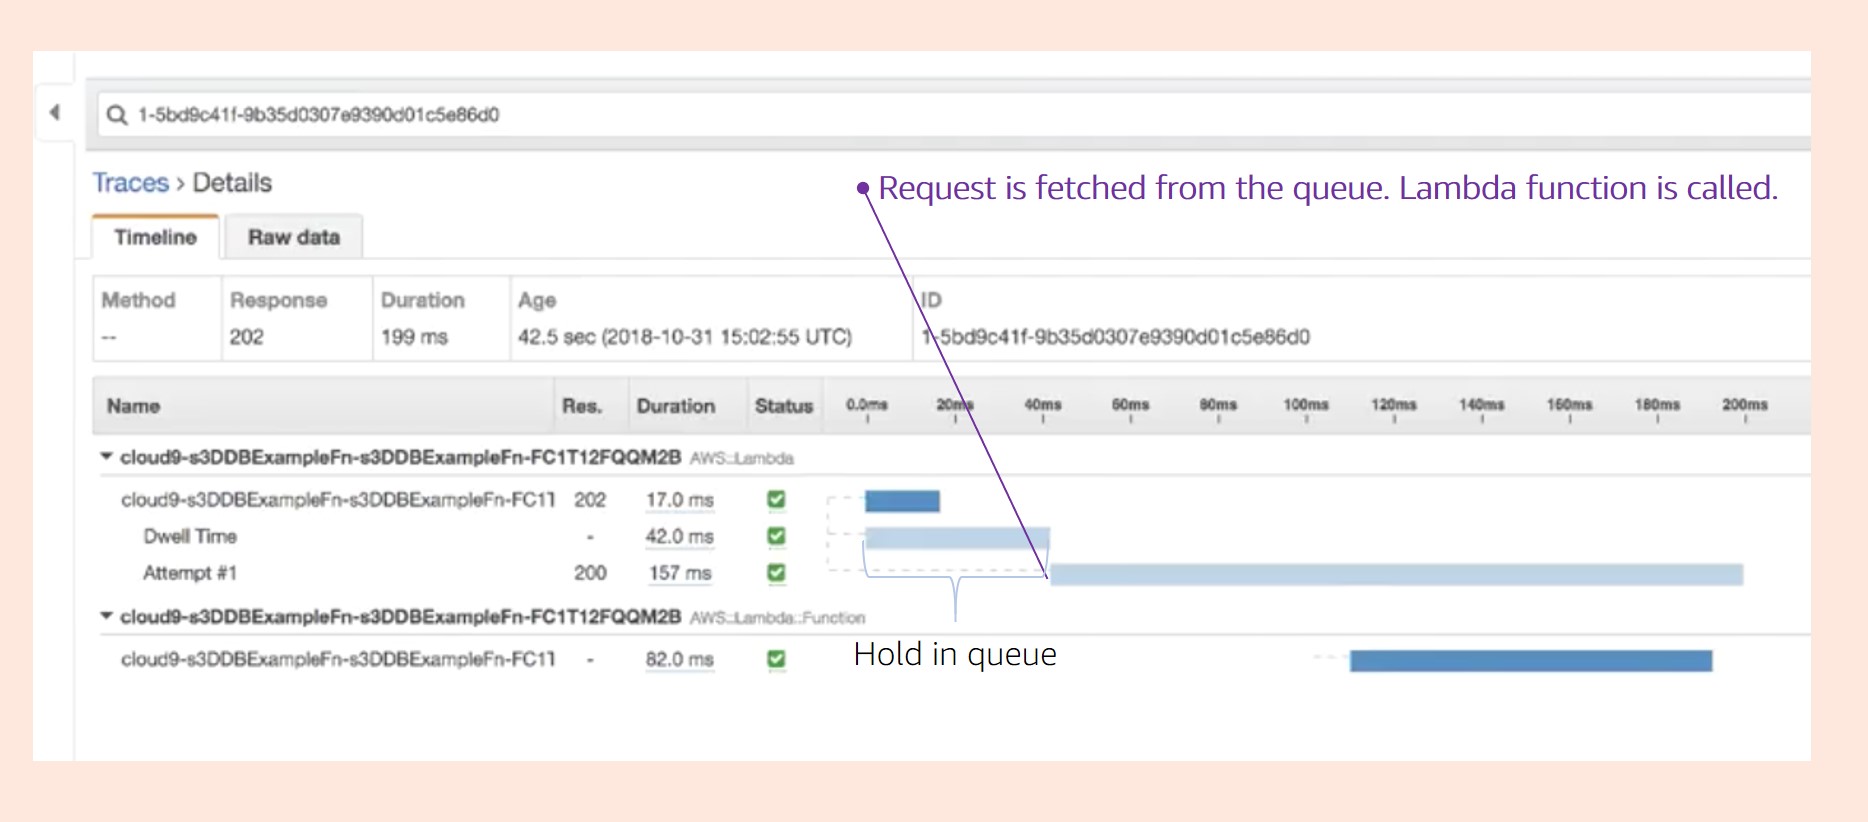 1-5bd9c41f-9b35d0307e9390d01c5e86d0
Traces > Details
Request is fetched from the queue. Lambda function is called.
Timeline Raw data
Method Response Duration Age ID
-- 202 199 ms 42.5 sec (2018-10-31 15:02:55 UTC) 1-5bd9c41f-9b35d0307e9390d01c5e86d0
Name Res. Duration Status 0.0ms 20ms 40ms 60ms 80ms 100ms 120ms 140ms 160ms 180ms 200ms
cloud9-s3DDBExampleFn-s3DDBExampleFn-FC1T12FQQM2B AWS::Lambda
cloud9-s3DDBExampleFn-s3DDBExampleFn-FC1T 202 17.0 ms
Dwell Time - 42.0 ms
Attempt #1 200 157 ms
cloud9-s3DDBExampleFn-s3DDBExampleFn-FC1T12FQQM2B AWS::Lambda::Function
cloud9-s3DDBExampleFn-s3DDBExampleFn-FC1T - 82.0 ms
Hold in queue